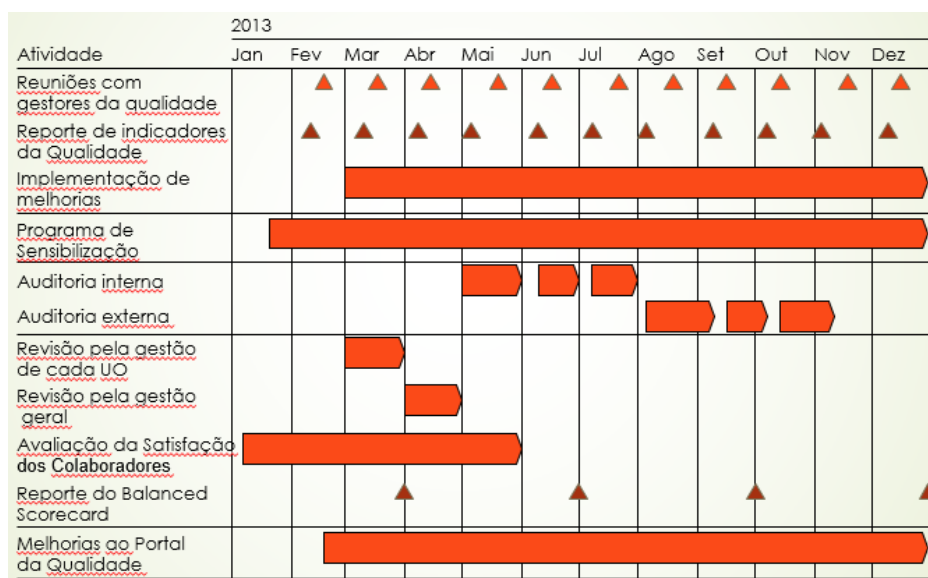 2013
Atividade Jan Fev Mar Abr Mai Jun Jul Ago Set Out Nov Dez
Reuniões com
gestores da qualidade
Reporte de indicadores
da Qualidade
Implementação de
melhorias
Programa de
Sensibilização
Auditoria interna
Auditoria externa
Revisão pela gestão
de cada UO
Revisão pela gestão
geral
Avaliação da Satisfação
dos Colaboradores
Reporte do Balanced
Scorecard
Melhorias ao Portal
da Qualidade